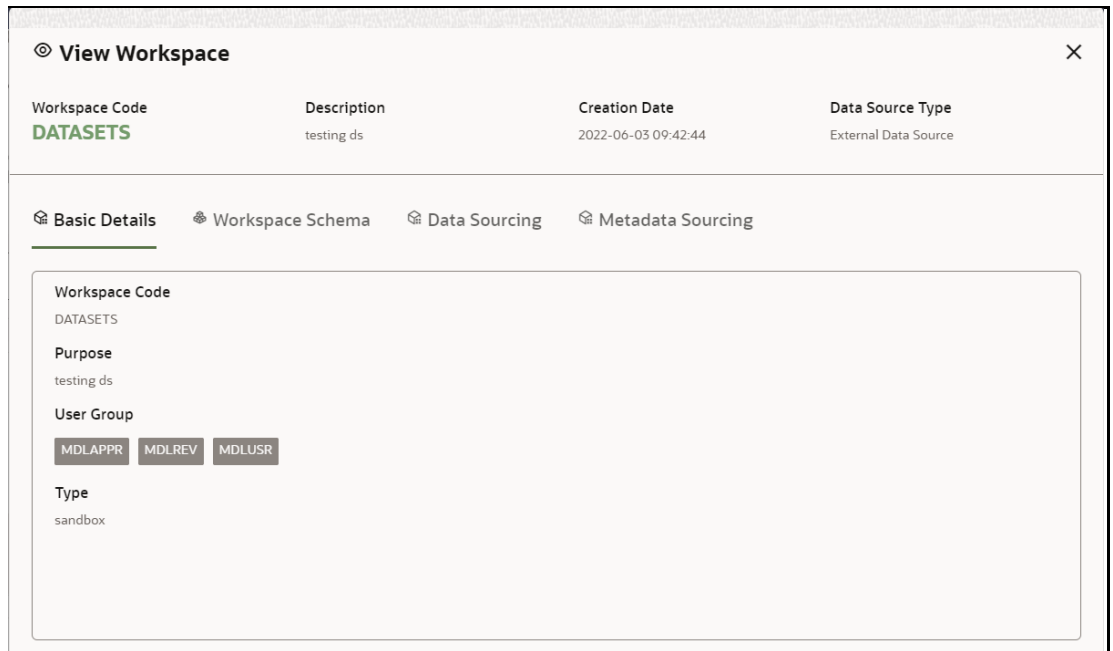 View Workspace
Workspace Code Description Creation Date Data Source Type
DATASETS testing ds 2022-06-03 09:42:44 External Data Source
Basic Details Workspace Schema Data Sourcing Metadata Sourcing
Workspace Code
DATASETS
Purpose
testing ds
User Group
MDLAPPR MDLREV MDLUSR
Type
sandbox